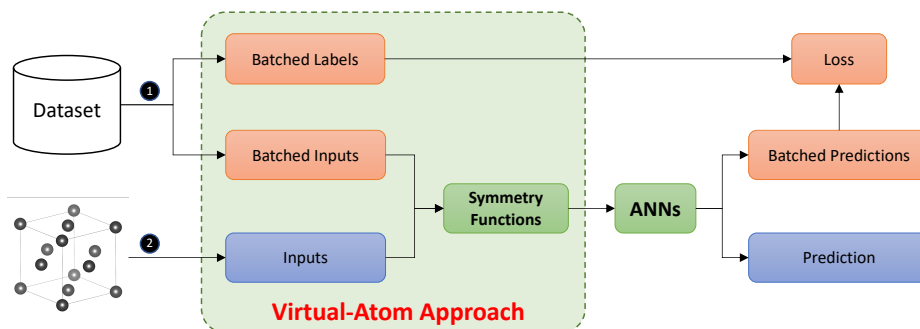 Dataset
1
Batched Labels
Loss
Batched Inputs
Batched Predictions
Symmetry
Functions
ANNs
2
Inputs
Prediction
Virtual-Atom Approach